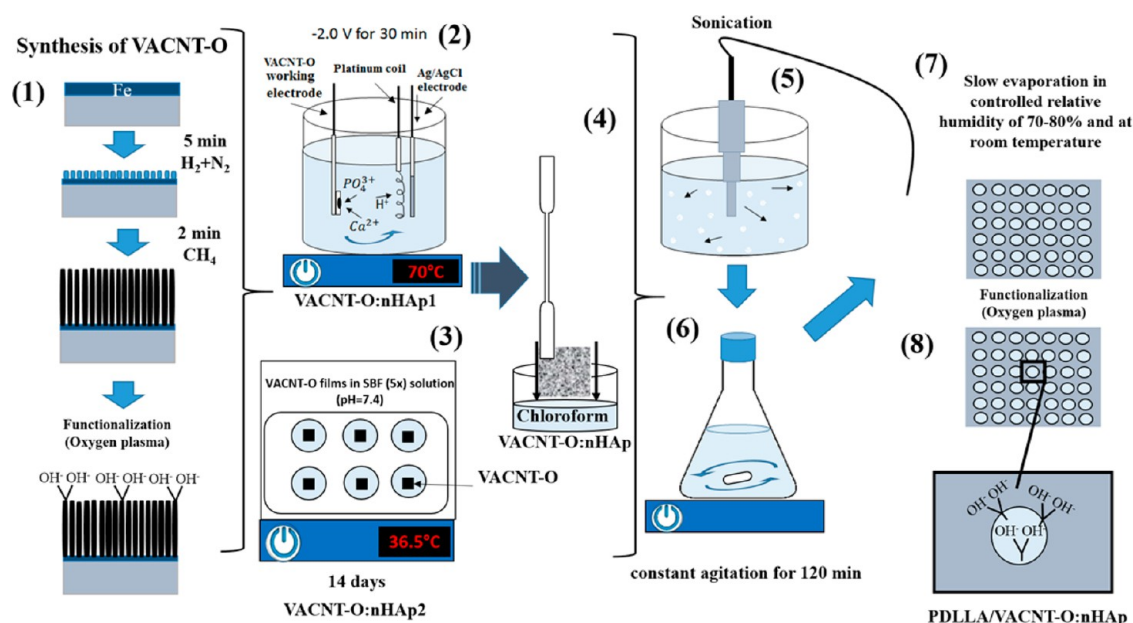 Synthesis of VACNT-O
(1)
Fe
5 min
H2+N2
2 min
CH4
Functionalization
(Oxygen plasma)
OH- OH- OH- OH- OH- OH-
-2.0 V for 30 min
(2)
VACNT-O
working
electrode
Platinum coil
Ag/AgCl
electrode
PO4 3+
H+
Ca2+
70°C
VACNT-O:nHAp1
(3)
VACNT-O films in SBF (5x) solution
(pH=7.4)
VACNT-O
36.5°C
14 days
VACNT-O:nHAp2
(4)
Chloroform
VACNT-O:nHAp
Sonication
(5)
(6)
constant agitation for 120 min
(7)
Slow evaporation in
controlled relative
humidity of 70-80% and at
room temperature
Functionalization
(Oxygen plasma)
(8)
OH- OH- OH- OH-
OH- OH-
PDLLA/VACNT-O:nHAp